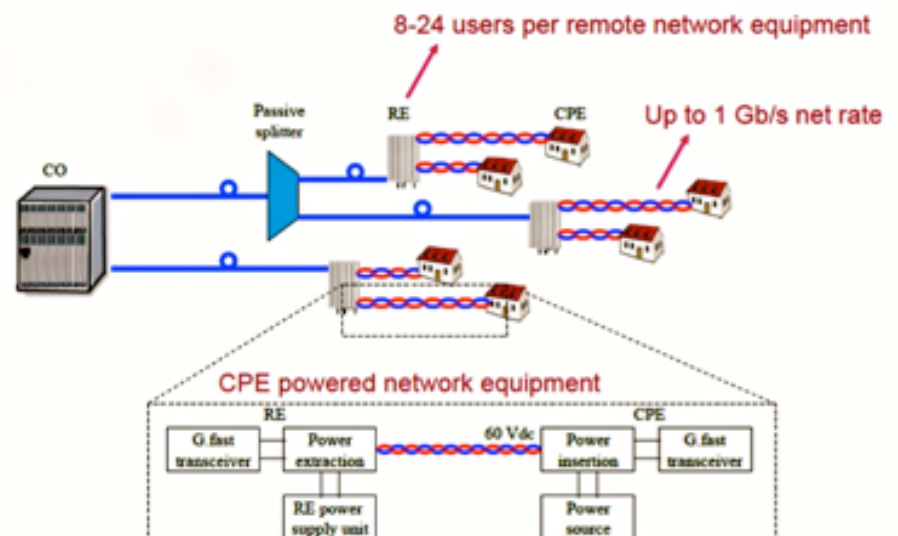 8-24 users per remote network equipment
Passive
splitter
RE
CPE
Up to 1 Gb/s net rate
CO
CPE powered network equipment
RE
CPE
G.fast
transceiver
Power
extraction
60 Vdc
Power
insertion
G.fast
transceiver
RE power
supply unit
Power
source